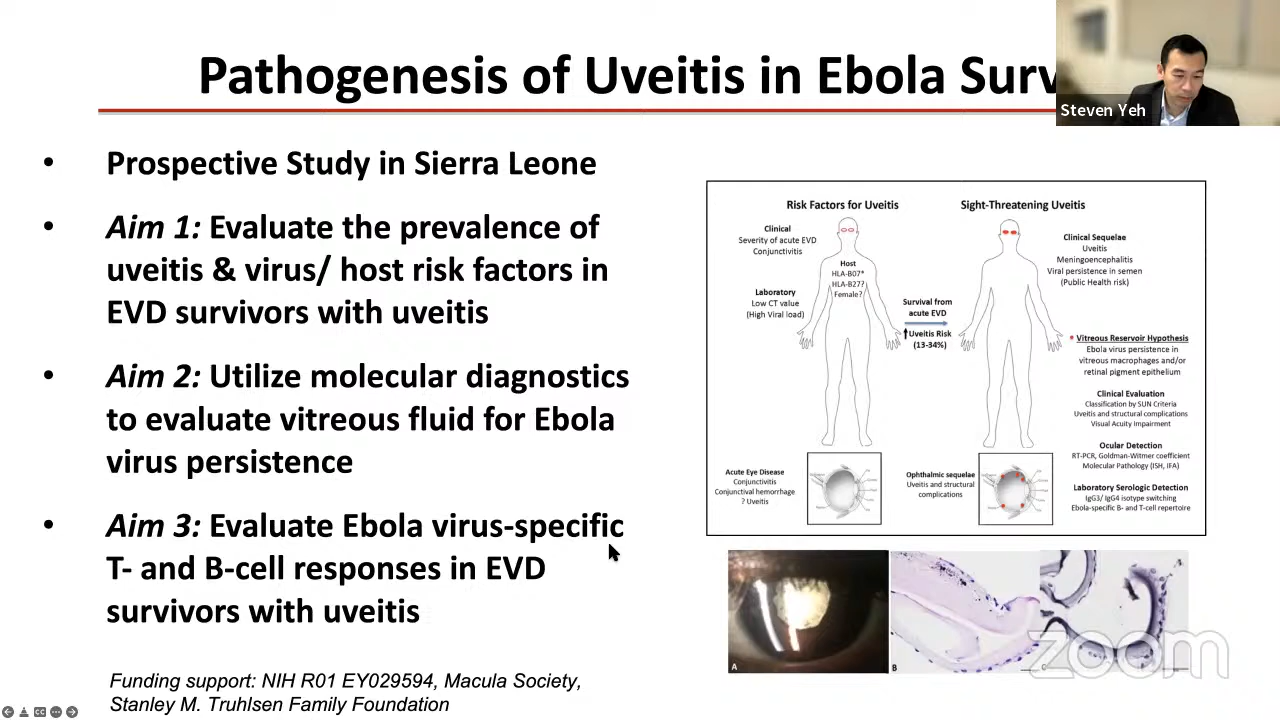 Pathogenesis of Uveitis in Ebola Surv
Steven Yeh
• Prospective Study in Sierra Leone
• Aim 1: Evaluate the prevalence of
uveitis & virus/ host risk factors in
EVD survivors with uveitis
• Aim 2: Utilize molecular diagnostics
to evaluate vitreous fluid for Ebola
virus persistence
• Aim 3: Evaluate Ebola virus-specific
T- and B-cell responses in EVD
survivors with uveitis
Funding support: NIH R01 EY029594, Macula Society,
Stanley M. Truhlsen Family Foundation
Risk Factors for Uveitis
Clinical
Severity of acute EVD
Conjunctivitis
Host
HLA-B07*
HLA-B27?
Female?
Laboratory
Low CT value
(High Viral load)
Survival from
acute EVD
Uveitis Risk
(13-34%)
Acute Eye Disease
Conjunctivitis
Conjunctival hemorrhage
? Uveitis
Sight-Threatening Uveitis
Clinical Sequelae
Uveitis
Meningoencephalitis
Viral persistence in semen
(Public Health risk)
Vitreous Reservoir Hypothesis
Ebola virus persistence in
vitreous macrophages and/or
retinal pigment epithelium
Clinical Evaluation
Classification by SUN Criteria
Uveitis and structural complications
Visual Acuity Impairment
Ocular Detection
RT-PCR, Goldman-Witmer coefficient
Molecular Pathology (ISH, IFA)
Laboratory Serologic Detection
IgG3/ IgG4 isotype switching
Ebola-specific B- and T-cell repertoire
Ophthalmic sequelae
Uveitis and structural
complications
A
B
C
zoom
CC